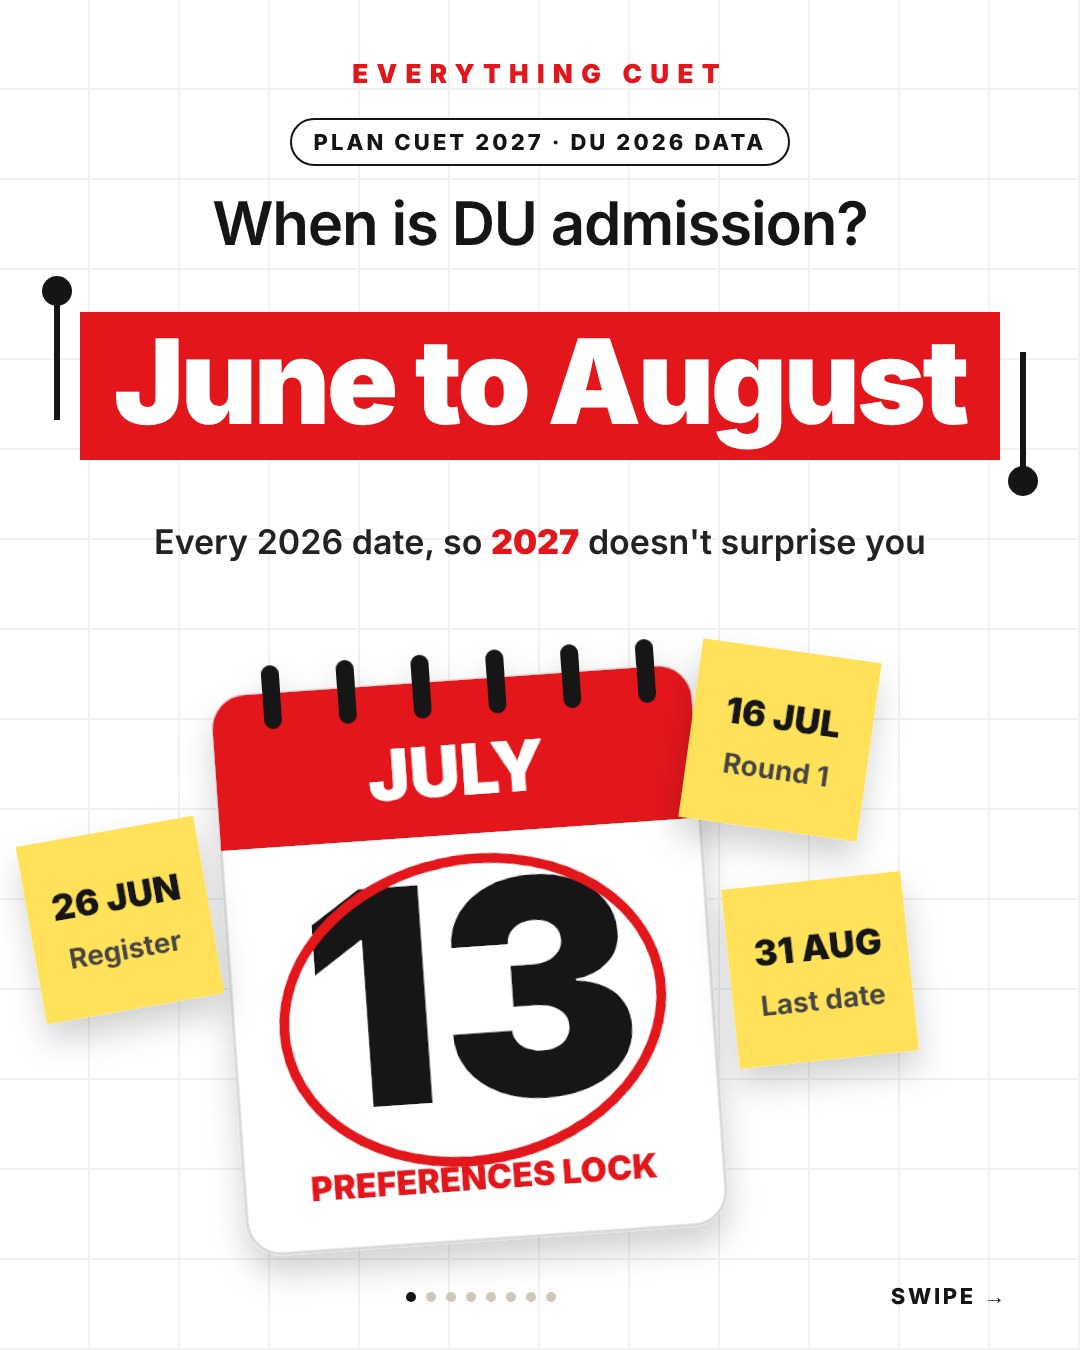 EVERYTHING CUET
PLAN CUET 2027 · DU 2026 DATA
When is DU admission?
June to August
Every 2026 date, so 2027 doesn't surprise you
JULY
13
PREFERENCES LOCK
16 JUL
Round 1
26 JUN
Register
31 AUG
Last date
SWIPE →